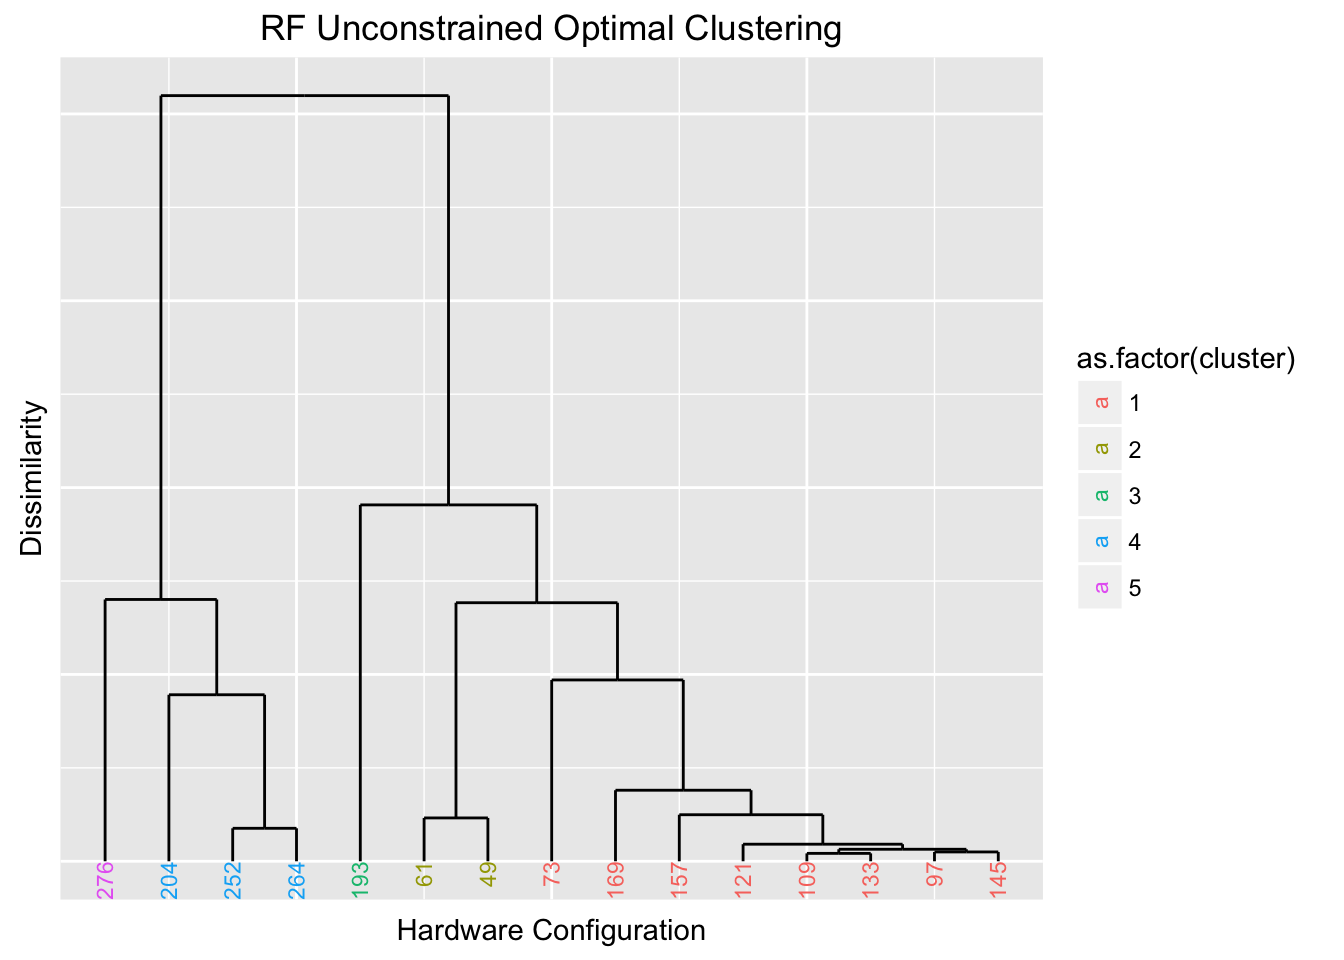 RF Unconstrained Optimal Clustering
Dissimilarity
276 204 252 264 193 61 49 73 169 157 121 109 133 97 145
Hardware Configuration
as.factor(cluster)
a 1
a 2
a 3
a 4
a 5